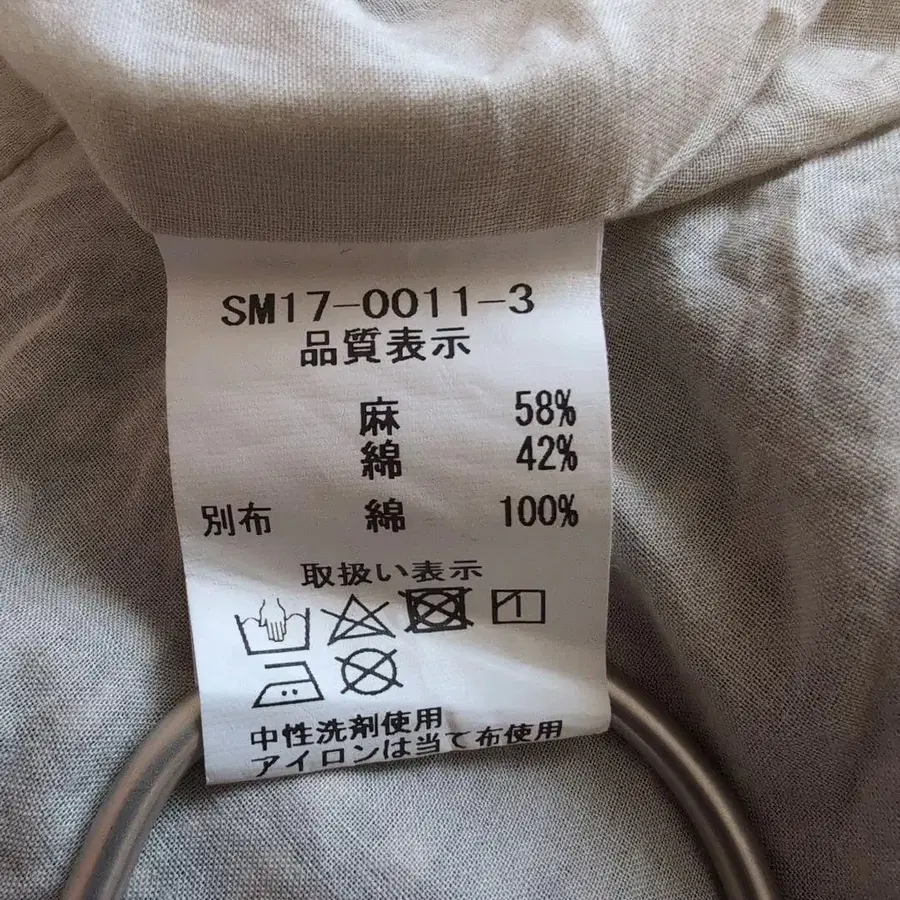 SM17-0011-3
品質表示
麻 58%
綿 42%
別布 綿 100%
取扱い表示
中性洗剤使用
アイロンは当て布使用